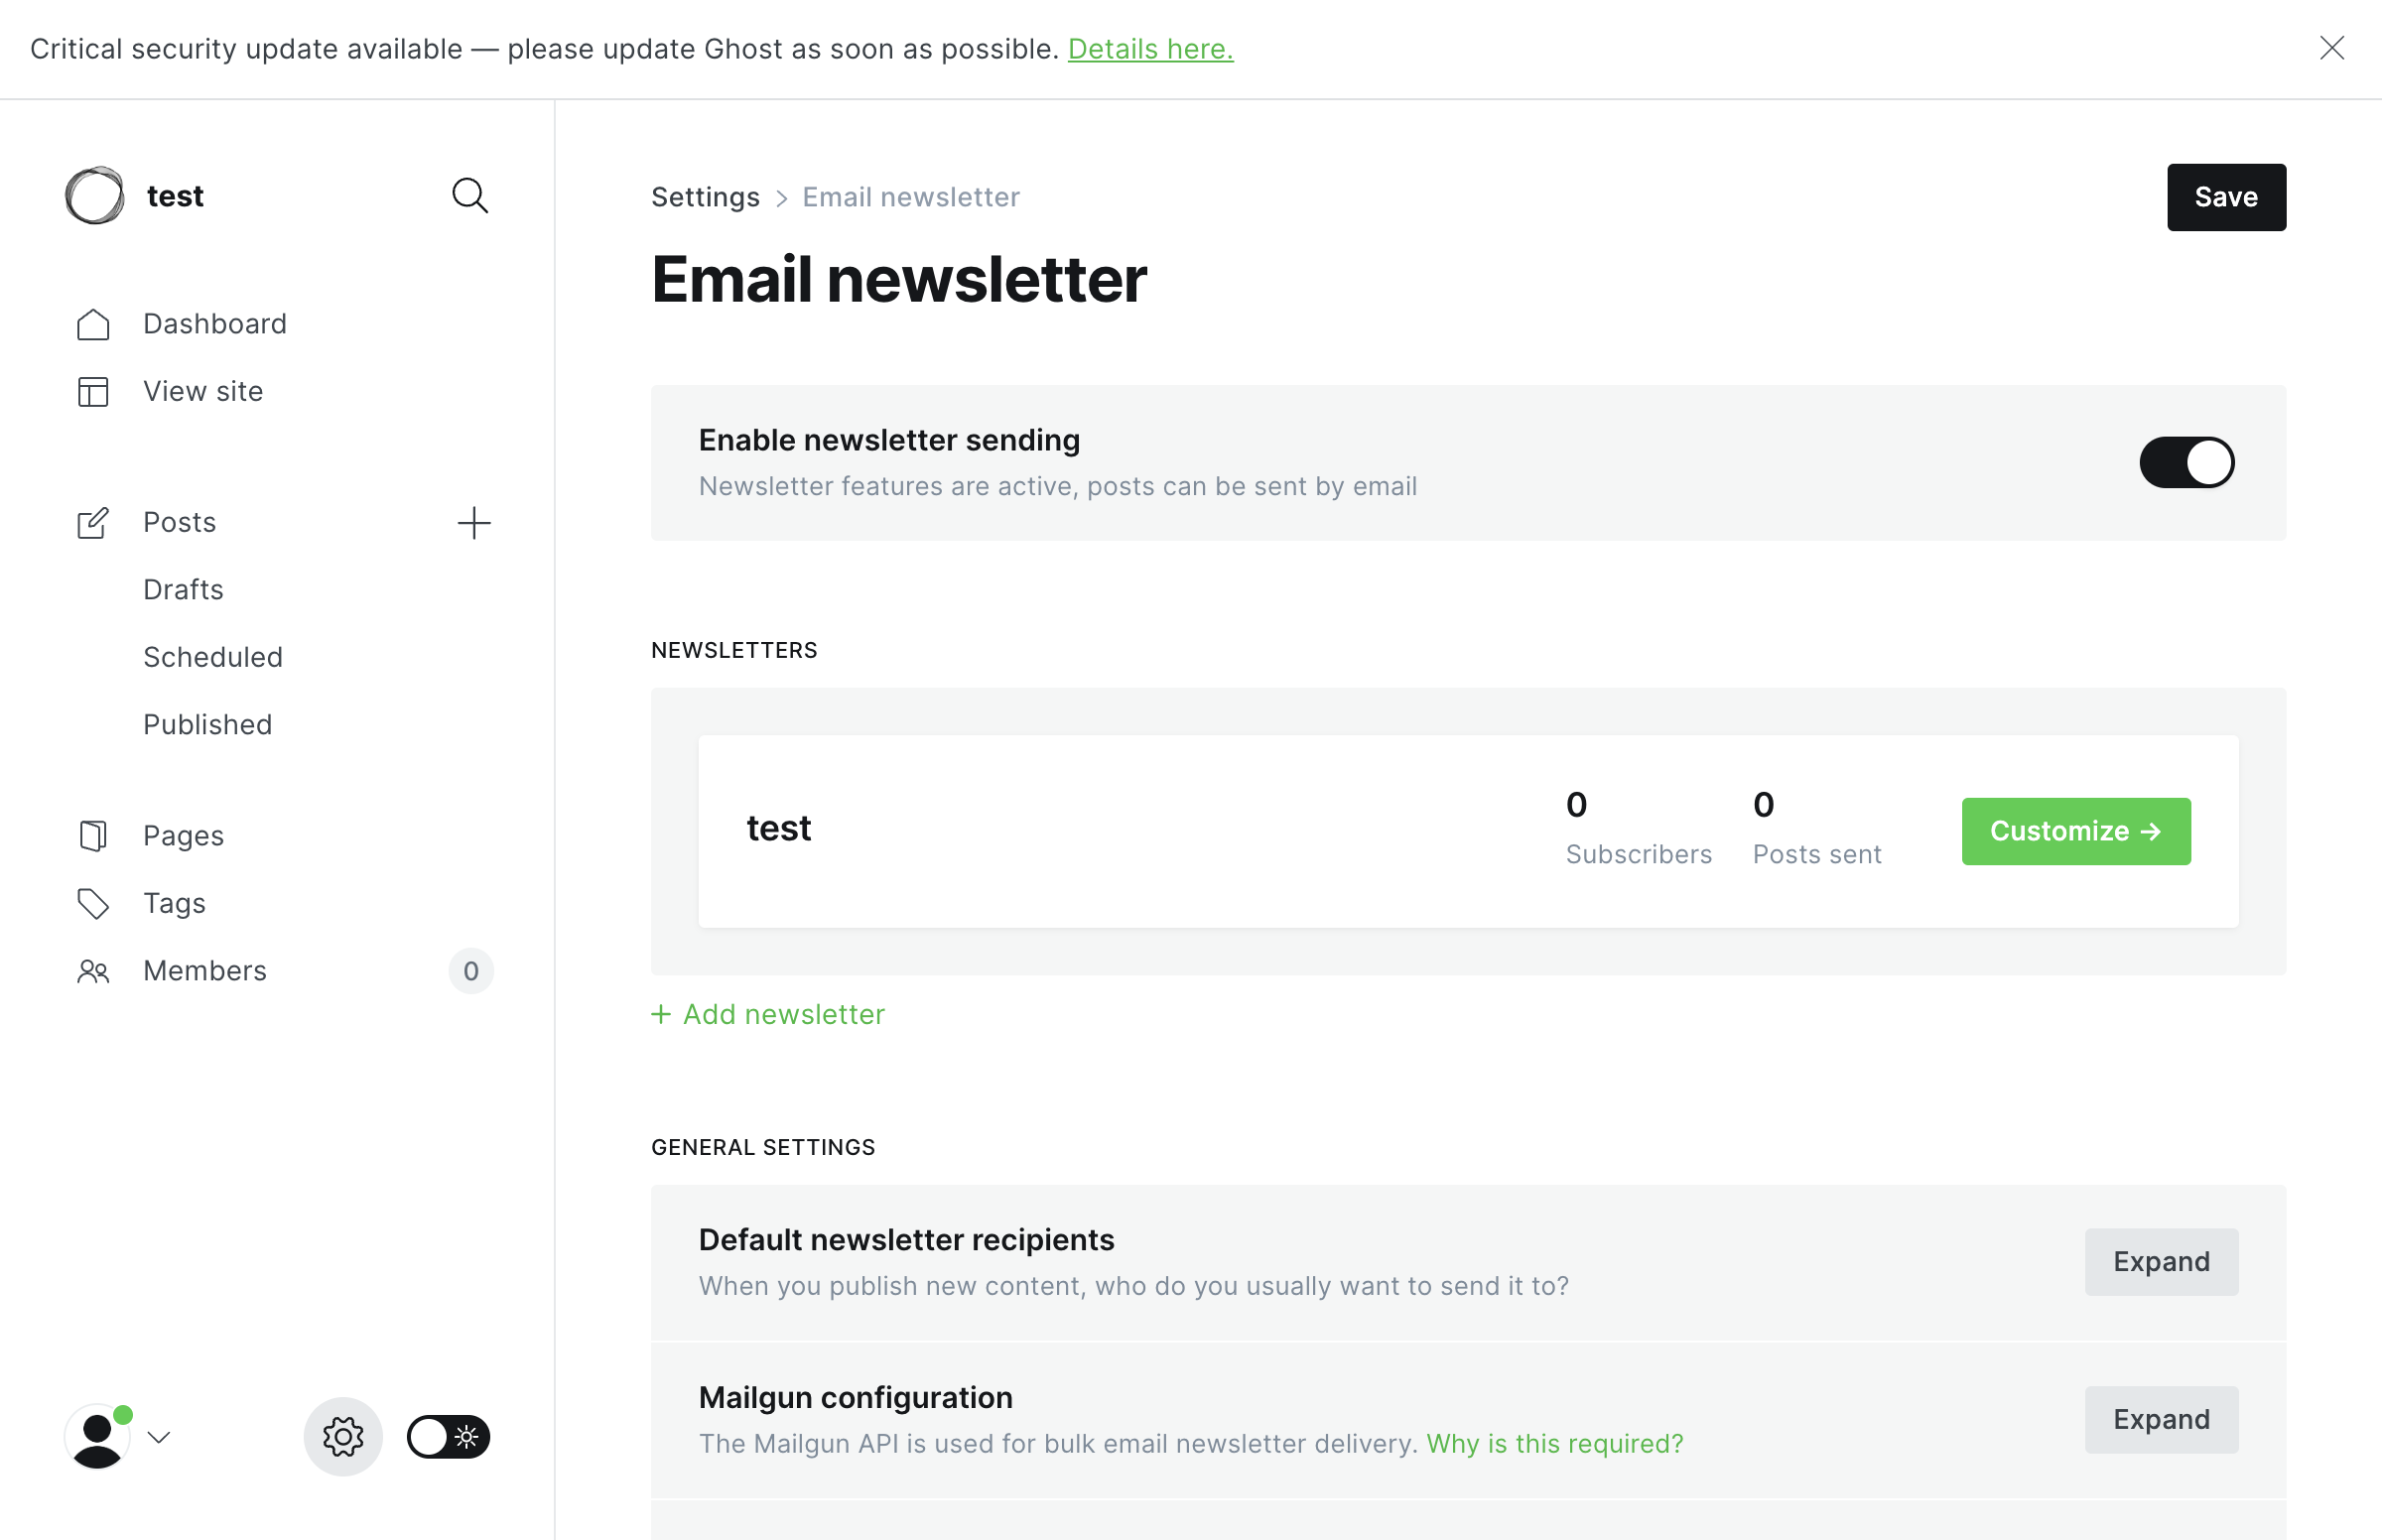 Critical security update available — please update Ghost as soon as possible. Details here.
test
Dashboard
View site
Posts
Drafts
Scheduled
Published
Pages
Tags
Members
0
Settings > Email newsletter
Save
Email newsletter
Enable newsletter sending
Newsletter features are active, posts can be sent by email
NEWSLETTERS
test
0
Subscribers
0
Posts sent
Customize →
+ Add newsletter
GENERAL SETTINGS
Default newsletter recipients
When you publish new content, who do you usually want to send it to?
Expand
Mailgun configuration
The Mailgun API is used for bulk email newsletter delivery. Why is this required?
Expand